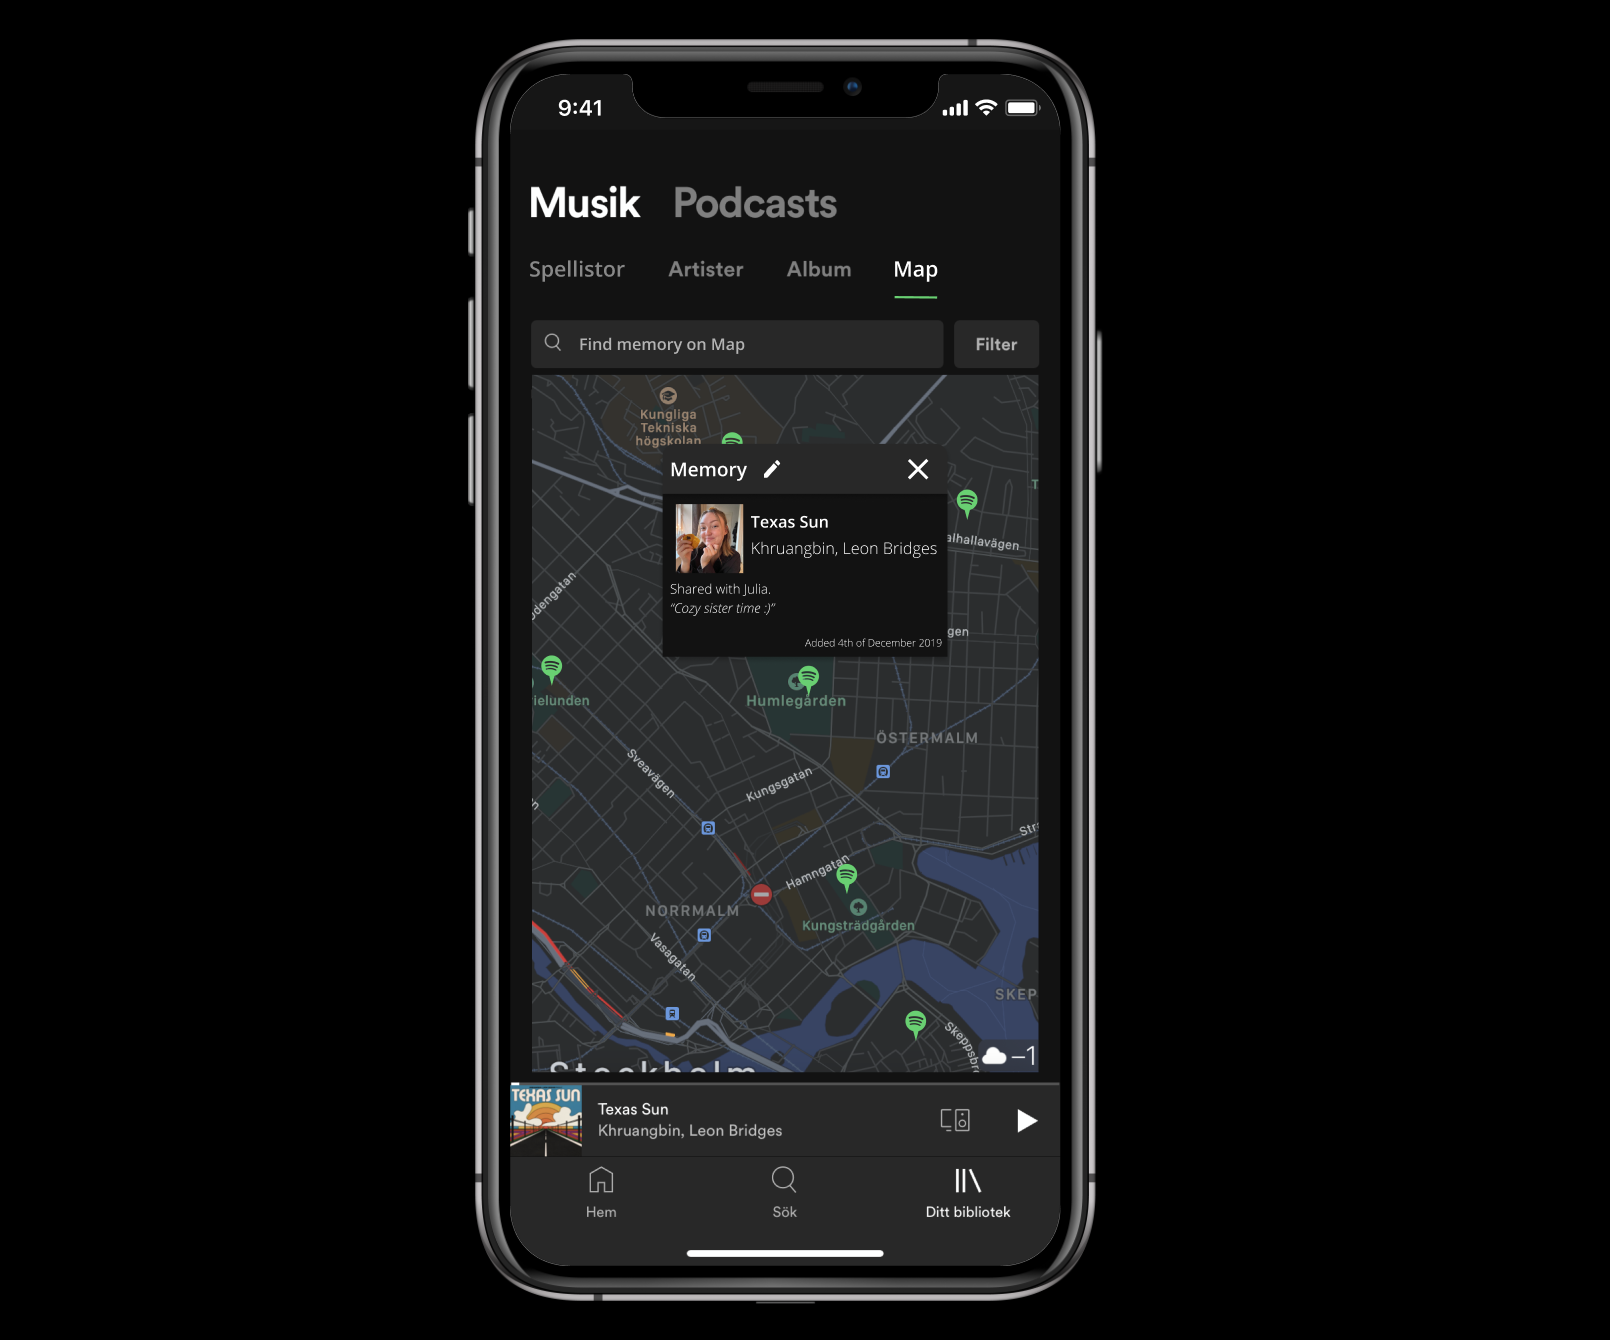 9:41
Musik Podcasts
Spellistor Artister Album Map
Find memory on Map Filter
Kungliga
Tekniska
högskolan
Memory
Texas Sun
Khruangbin, Leon Bridges
Shared with Julia.
“Cozy sister time :)”
Added 4th of December 2019
alhallavägen
odengatan
gen
ielunden
Humlegården
ÖSTERMALM
Sveavägen
Kungsgatan
Str
Hamngatan
NORRMALM
Kungsträdgården
Vasagatan
SKEP
Skeppsbr
Stockholm
–1
TEXAS SUN
Texas Sun
Khruangbin, Leon Bridges
Hem Sök Ditt bibliotek